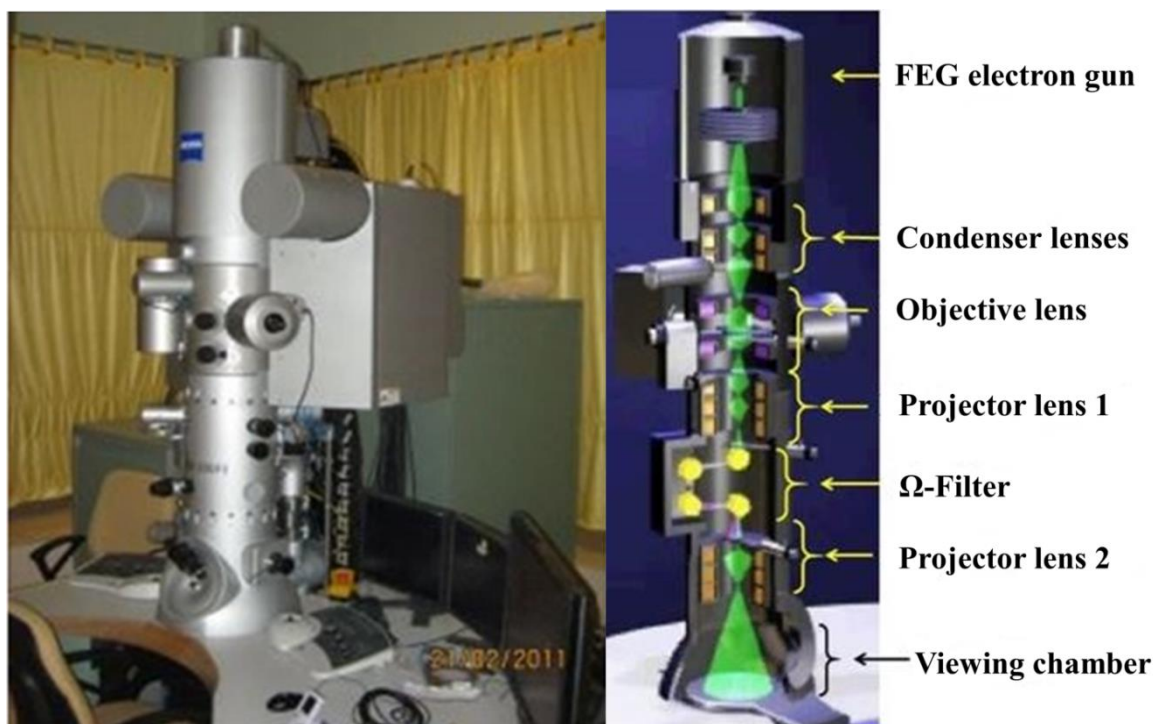 FEG electron gun
Condenser lenses
Objective lens
Projector lens 1
Ω-Filter
Projector lens 2
Viewing chamber
21/02/2011